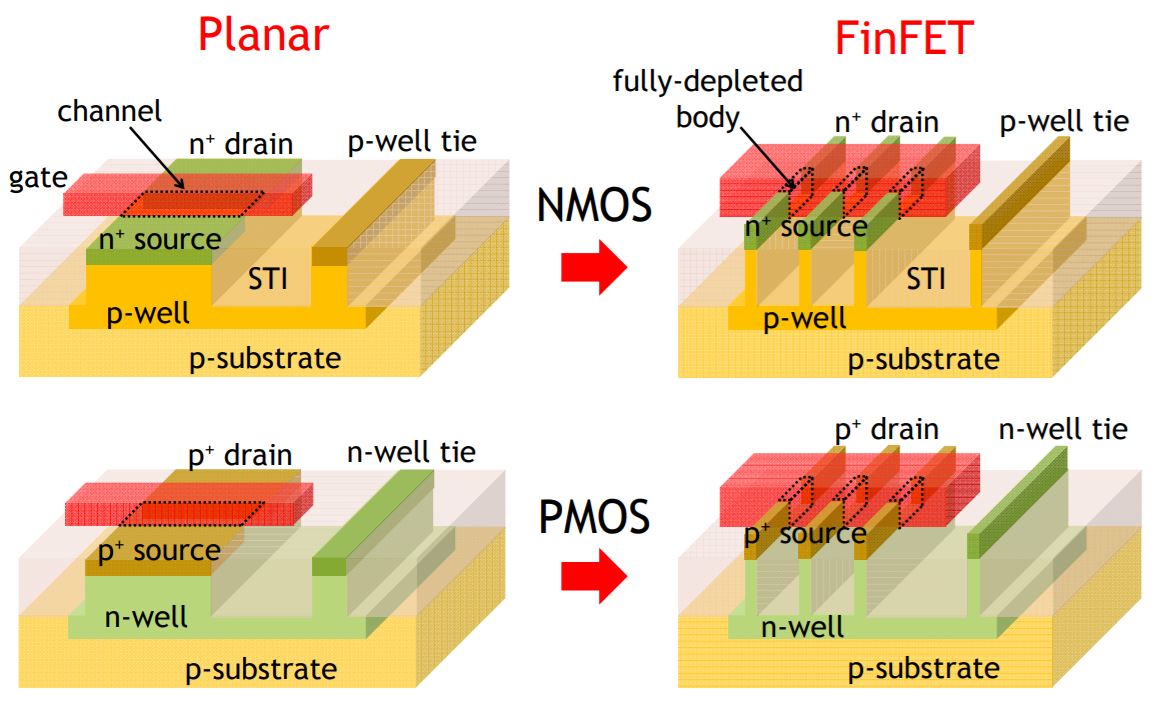 Planar
FinFET
channel
n⁺ drain
p-well tie
gate
n⁺ source
STI
p-well
p-substrate
NMOS
fully-depleted
body
n⁺ drain
p-well tie
n⁺ source
STI
p-well
p-substrate
p⁺ drain
n-well tie
p⁺ source
n-well
p-substrate
PMOS
p⁺ drain
n-well tie
p⁺ source
n-well
p-substrate